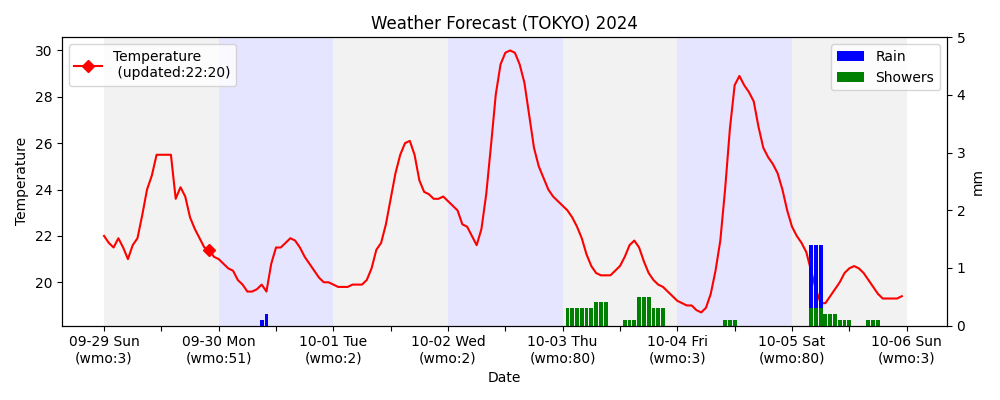 Weather Forecast (TOKYO) 2024
Temperature
(updated:22:20)
Rain
Showers
30
28
26
24
22
20
Temperature
5
4
3
2
1
0
mm
09-29 Sun
(wmo:3)
09-30 Mon
(wmo:51)
10-01 Tue
(wmo:2)
10-02 Wed
(wmo:2)
10-03 Thu
(wmo:80)
10-04 Fri
(wmo:3)
10-05 Sat
(wmo:80)
10-06 Sun
(wmo:3)
Date